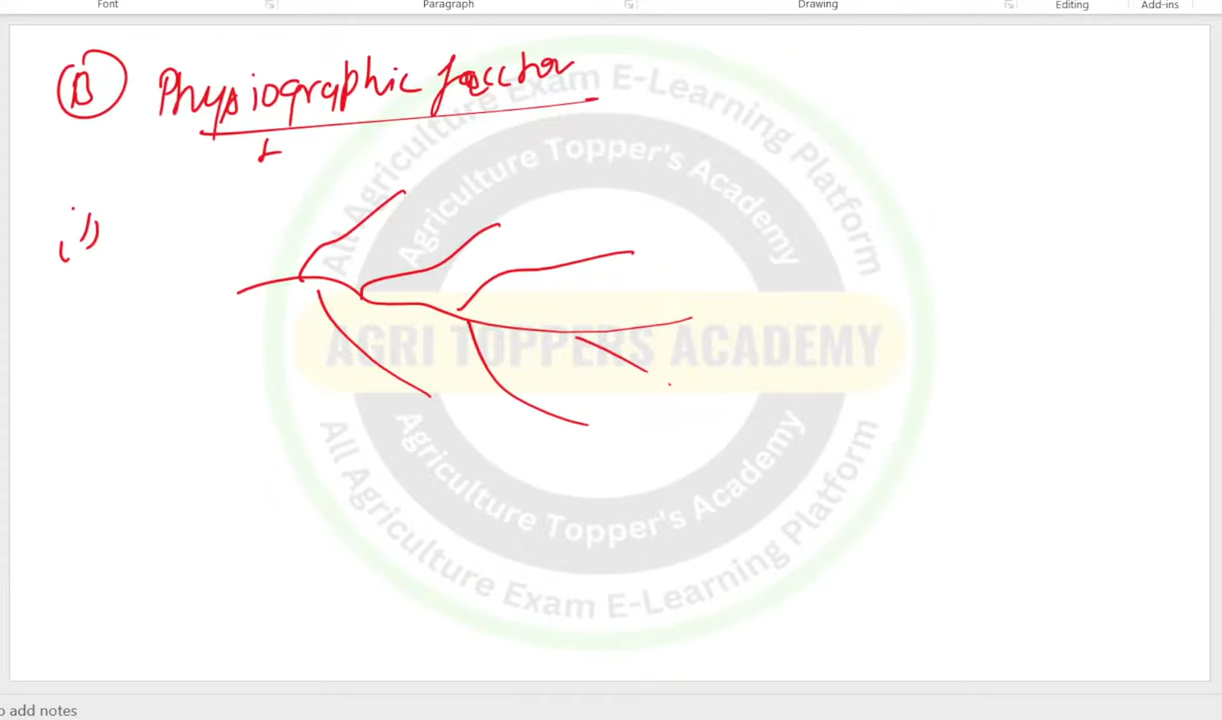 Font Paragraph Drawing Editing Add-ins
B Physiographic factor
i)
All Agriculture Exam E-Learning Platform
Agriculture Topper's Academy
AGRI TOPPERS ACADEMY
Agriculture Topper's Academy
All Agriculture Exam E-Learning Platform
o add notes